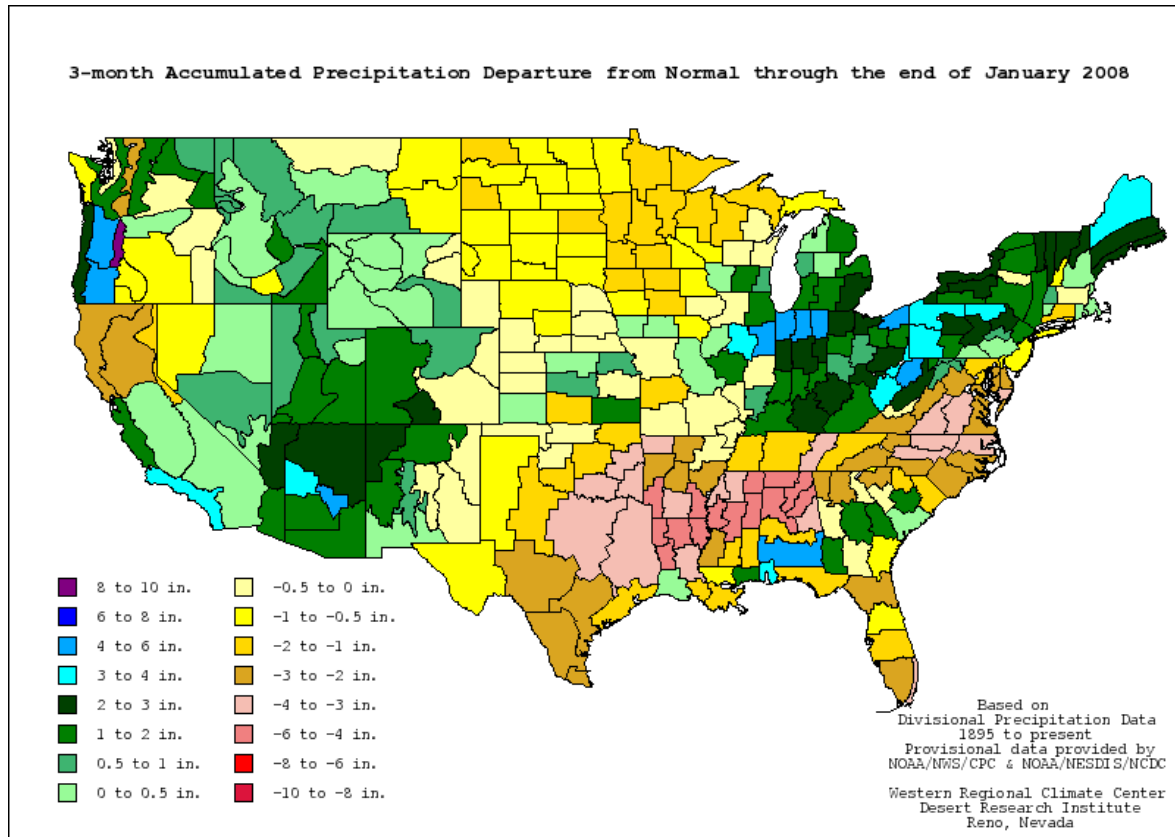 3-month Accumulated Precipitation Departure from Normal through the end of January 2008
8 to 10 in.
6 to 8 in.
4 to 6 in.
3 to 4 in.
2 to 3 in.
1 to 2 in.
0.5 to 1 in.
0 to 0.5 in.
-0.5 to 0 in.
-1 to -0.5 in.
-2 to -1 in.
-3 to -2 in.
-4 to -3 in.
-6 to -4 in.
-8 to -6 in.
-10 to -8 in.
Based on
Divisional Precipitation Data
1895 to present
Provisional data provided by
NOAA/NWS/CPC & NOAA/NESDIS/NCDC
Western Regional Climate Center
Desert Research Institute
Reno, Nevada